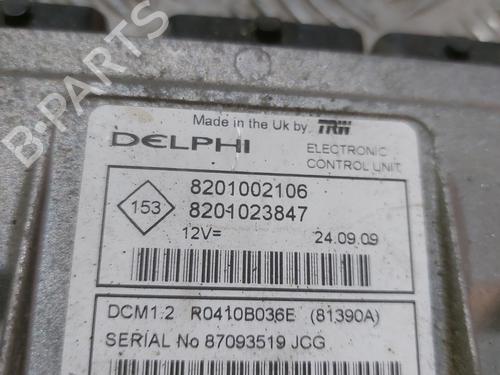 B-PARTS
Made in the Uk by TRW
DELPHI
ELECTRONIC
CONTROL UNIT
153
8201002106
8201023847
12V=
24.09.09
DCM1.2 R0410B036E (81390A)
SERIAL No 87093519 JCG